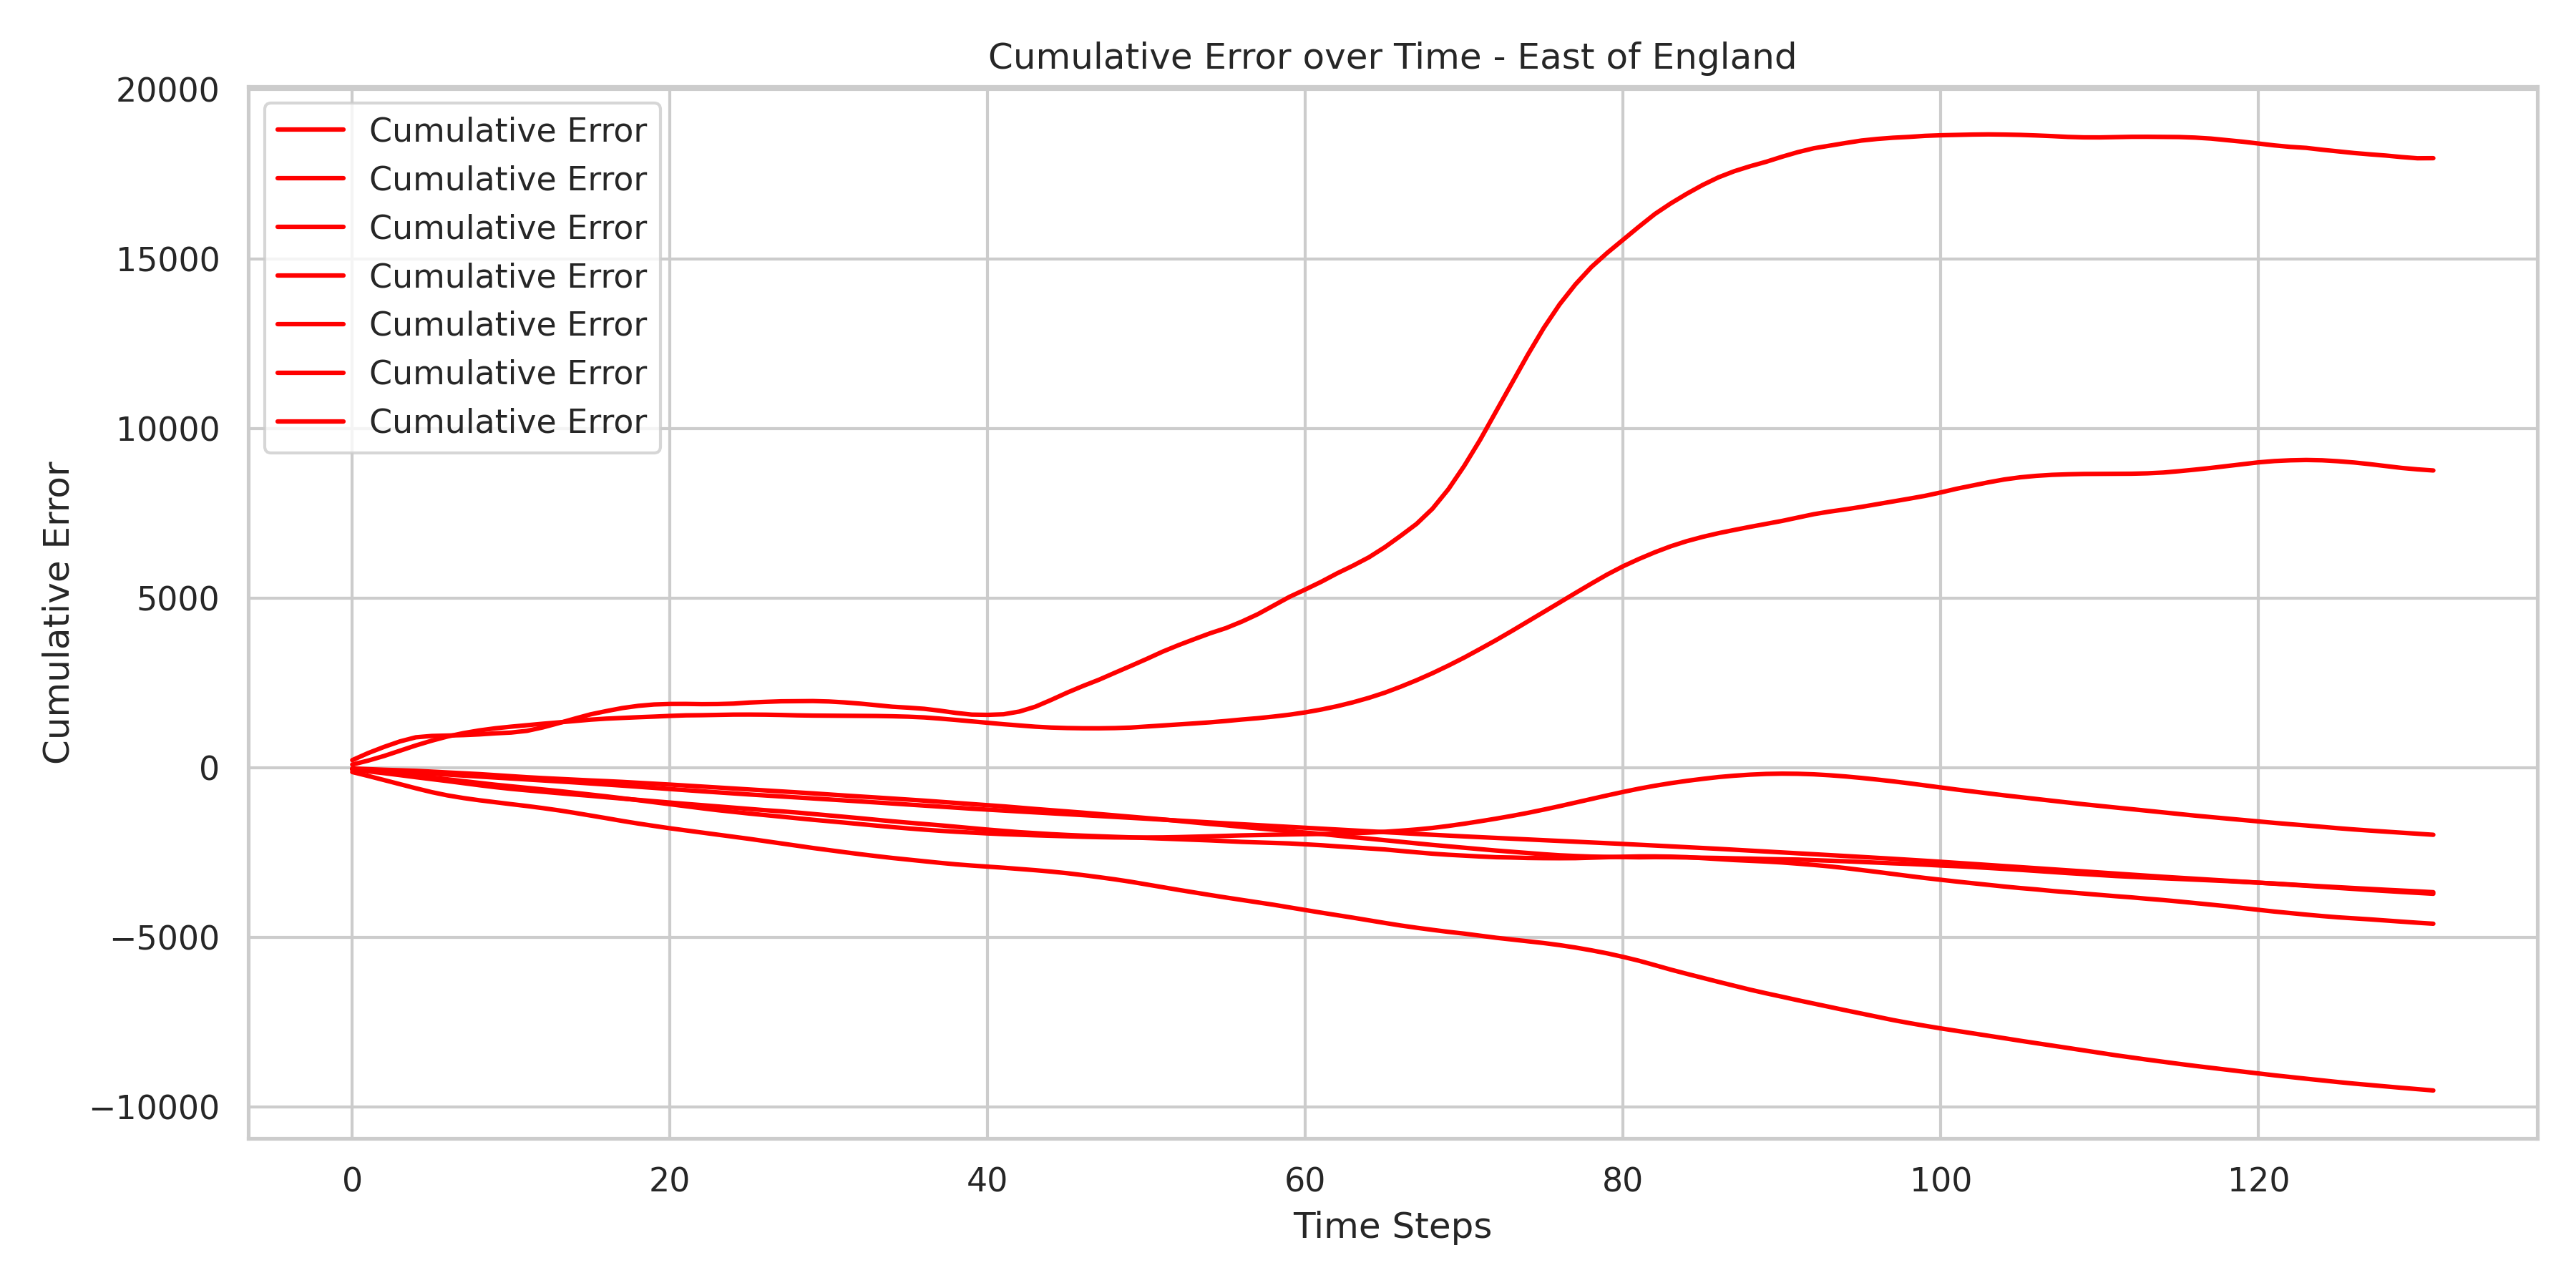 Cumulative Error over Time - East of England
Cumulative Error
20000
15000
10000
5000
0
−5000
−10000
Cumulative Error
Cumulative Error
Cumulative Error
Cumulative Error
Cumulative Error
Cumulative Error
Cumulative Error
0 20 40 60 80 100 120
Time Steps